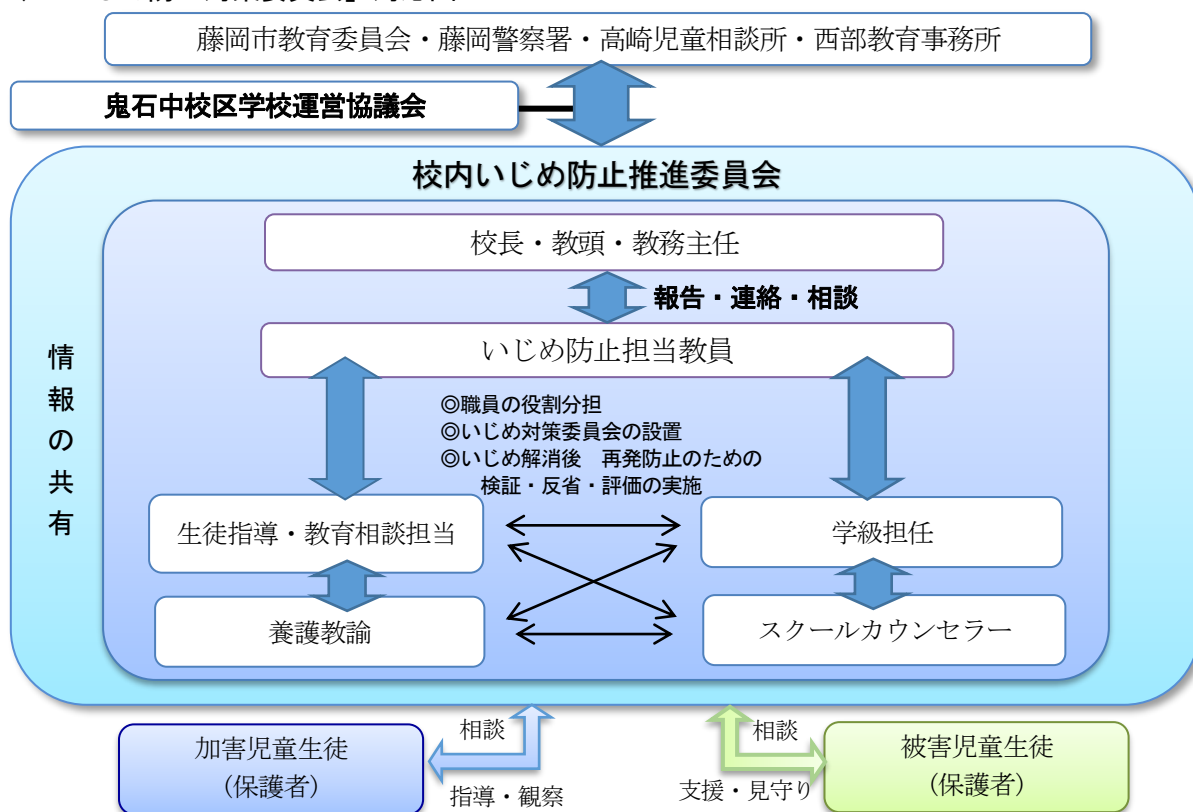 藤岡市教育委員会・藤岡警察署・高崎児童相談所・西部教育事務所
鬼石中校区学校運営協議会
校内いじめ防止推進委員会
校長・教頭・教務主任
報告・連絡・相談
いじめ防止担当教員
情報の共有
◎職員の役割分担
◎いじめ対策委員会の設置
◎いじめ解消後　再発防止のための
検証・反省・評価の実施
生徒指導・教育相談担当
学級担任
養護教諭
スクールカウンセラー
加害児童生徒
(保護者)
相談
指導・観察
相談
支援・見守り
被害児童生徒
(保護者)